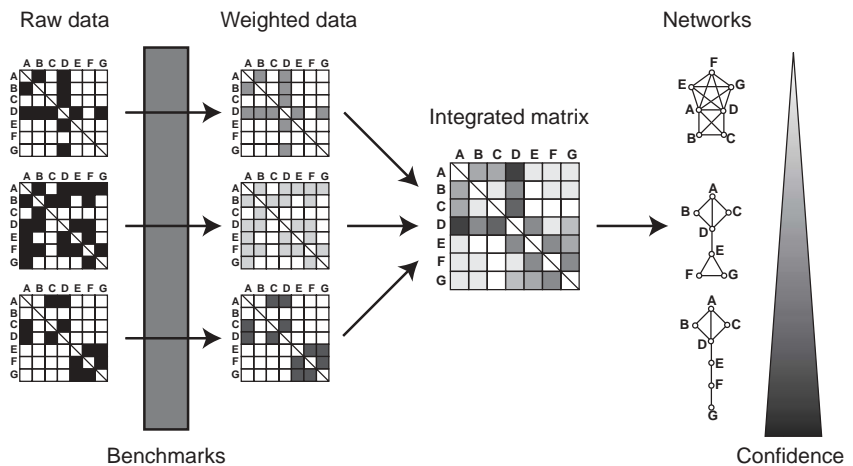 Raw data
Weighted data
Networks
A B C D E F G
A
B
C
D
E
F
G
A B C D E F G
A
B
C
D
E
F
G
A B C D E F G
A
B
C
D
E
F
G
A B C D E F G
A
B
C
D
E
F
G
A B C D E F G
A
B
C
D
E
F
G
A B C D E F G
A
B
C
D
E
F
G
Integrated matrix
A B C D E F G
A
B
C
D
E
F
G
F
E G
A D
B C
A
B C
D
E
F G
A
B C
D
E
F
G
Benchmarks
Confidence